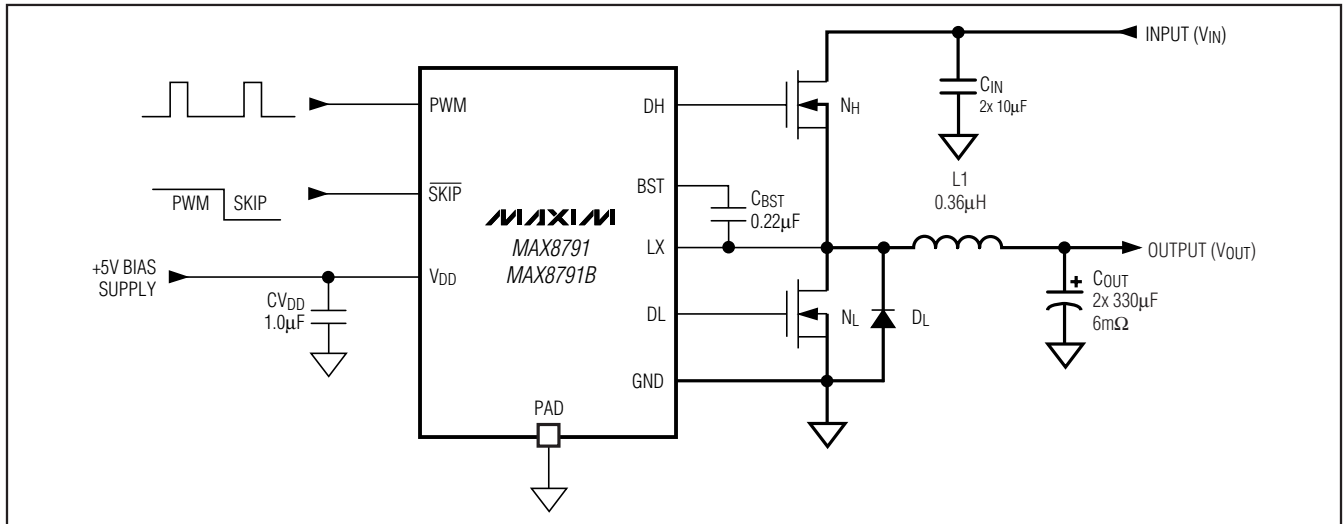 INPUT (VIN)
CIN
2x 10μF
PWM
DH
NH
BST
CBST
0.22μF
L1
0.36μH
SKIP
PWM SKIP
MAXIM
MAX8791
MAX8791B
LX
OUTPUT (VOUT)
+5V BIAS
SUPPLY
VDD
CVDD
1.0μF
DL
NL
DL
COUT
2x 330μF
6mΩ
+
GND
PAD